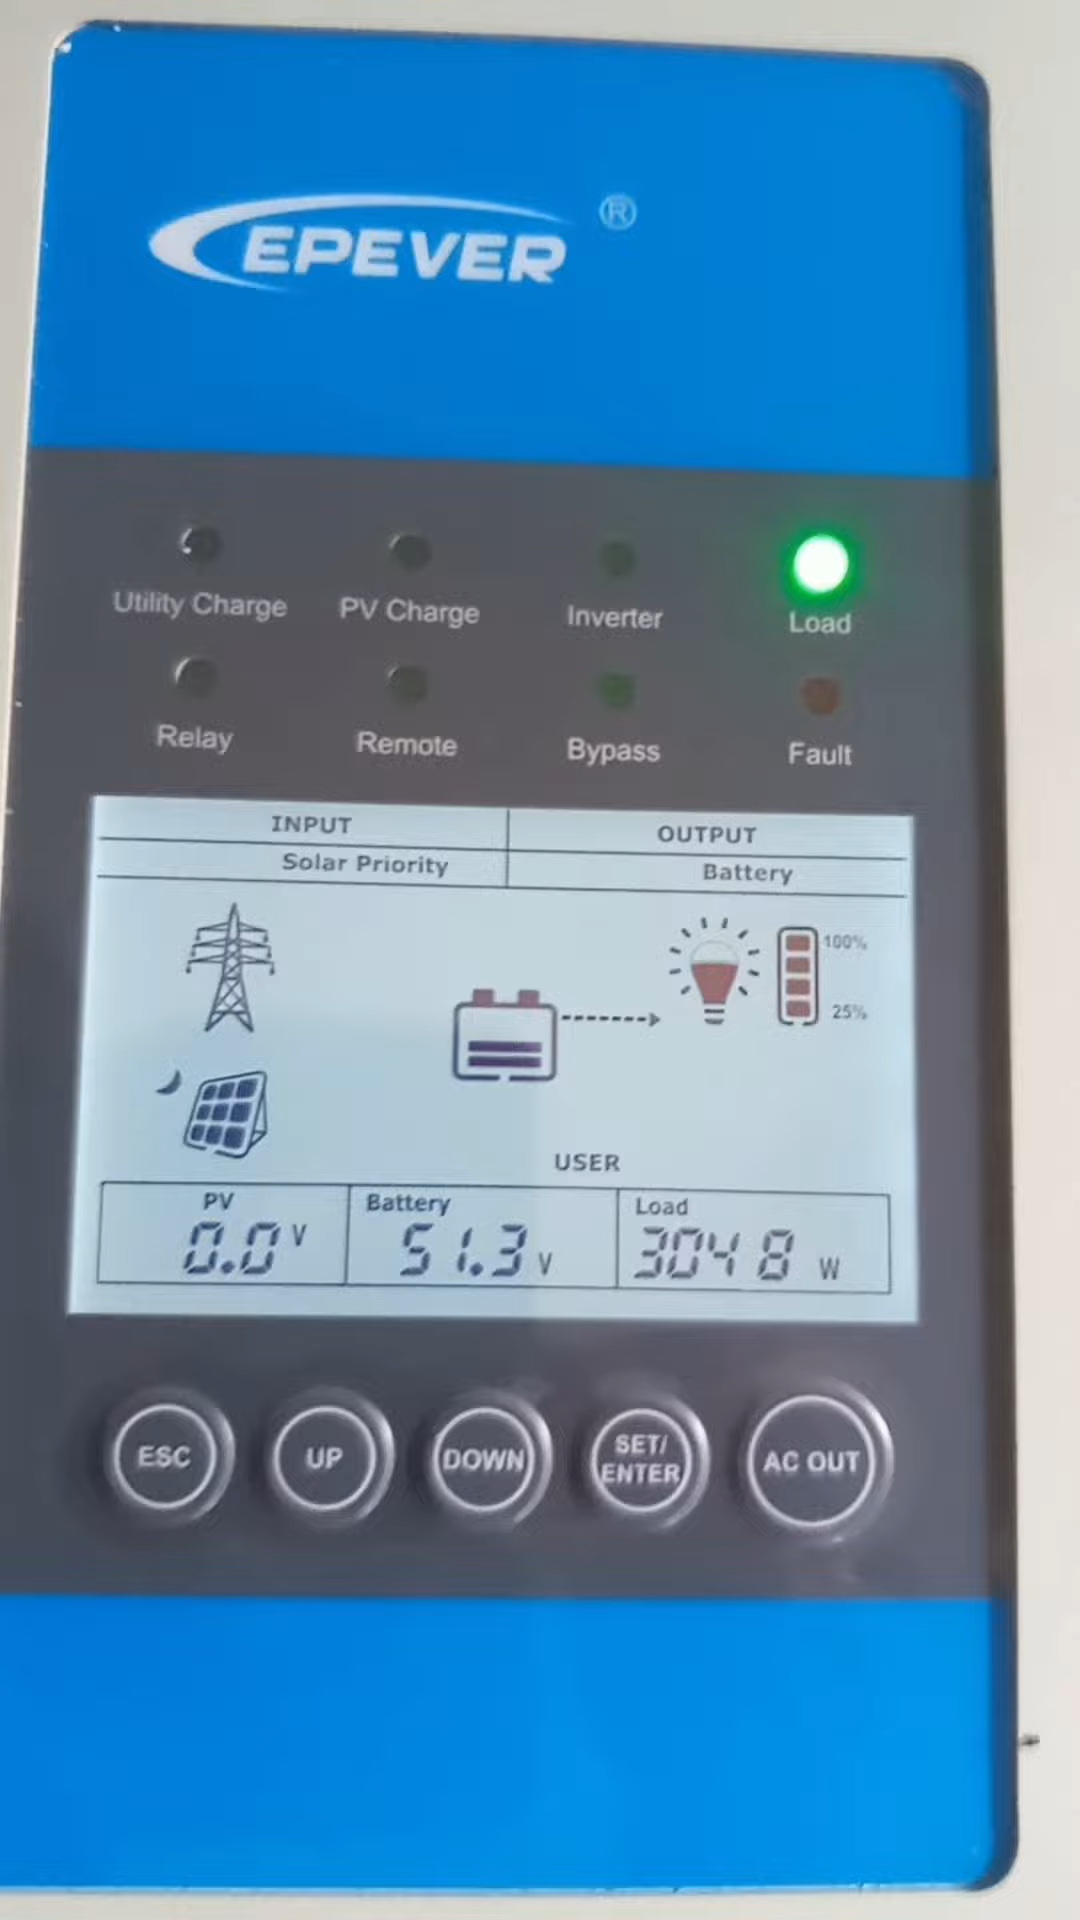 EPEVER ®
Utility Charge PV Charge Inverter Load
Relay Remote Bypass Fault
INPUT OUTPUT
Solar Priority Battery
100%
25%
USER
PV Battery Load
0.0 V 51.3 V 3048 W
ESC UP DOWN SET/ENTER AC OUT